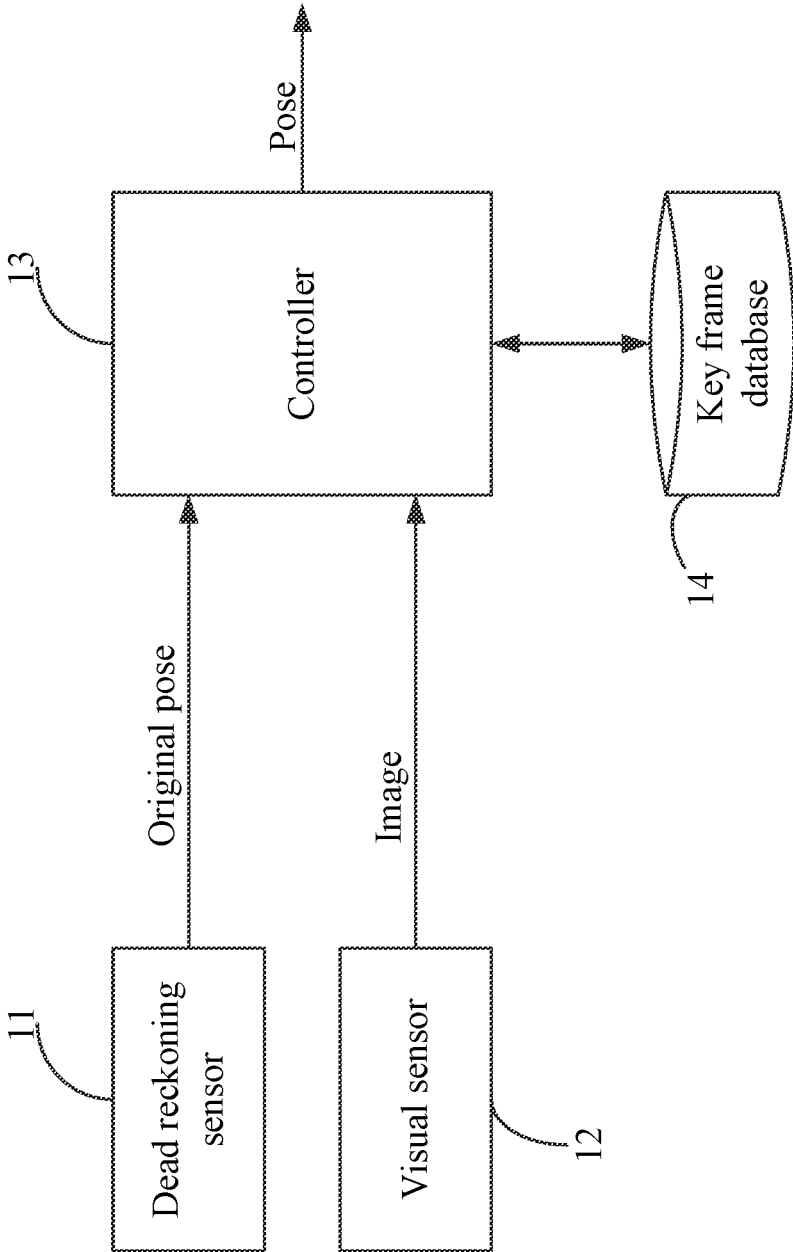 11
Dead reckoning
sensor
Original pose
13
Controller
Pose
Visual sensor
12
Image
14
Key frame
database